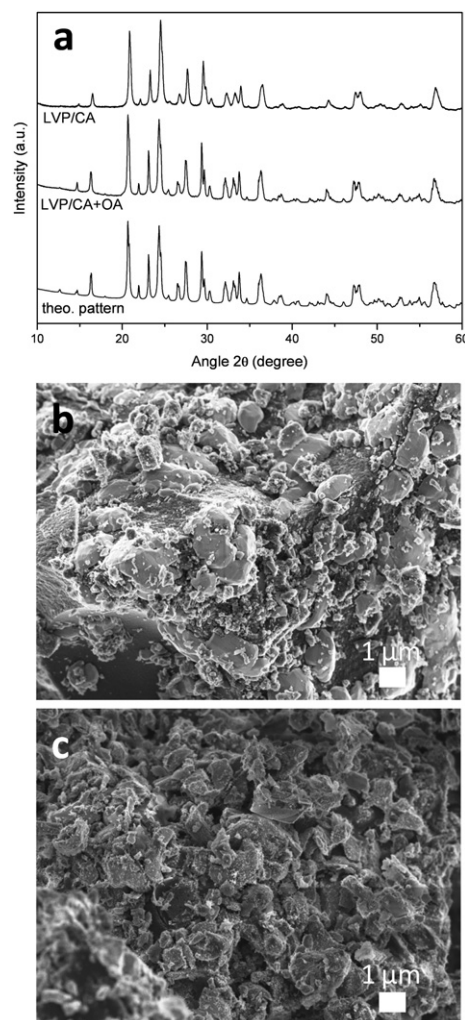 a
Intensity (a.u.)
LVP/CA
LVP/CA+OA
theo. pattern
10 20 30 40 50 60
Angle 2θ (degree)
b
1 µm
c
1 µm